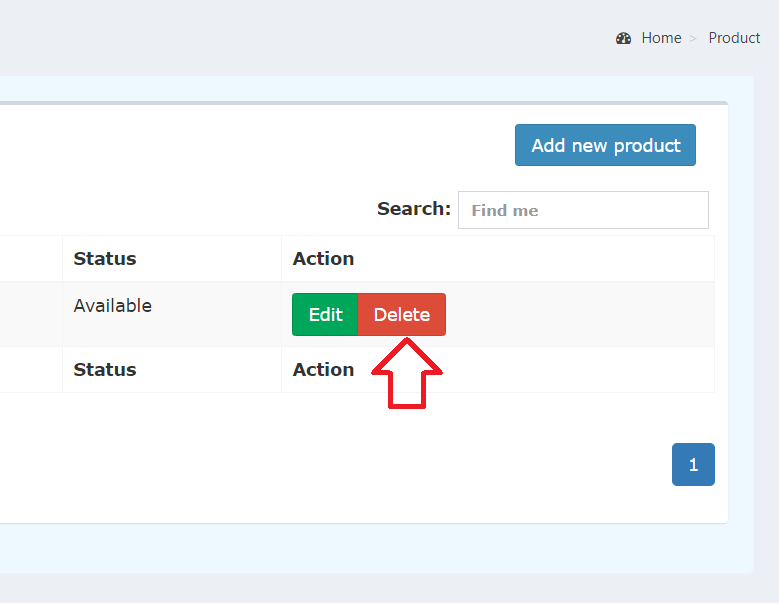 Home > Product
Add new product
Search: Find me
Status Action
Available Edit Delete
Status Action
1